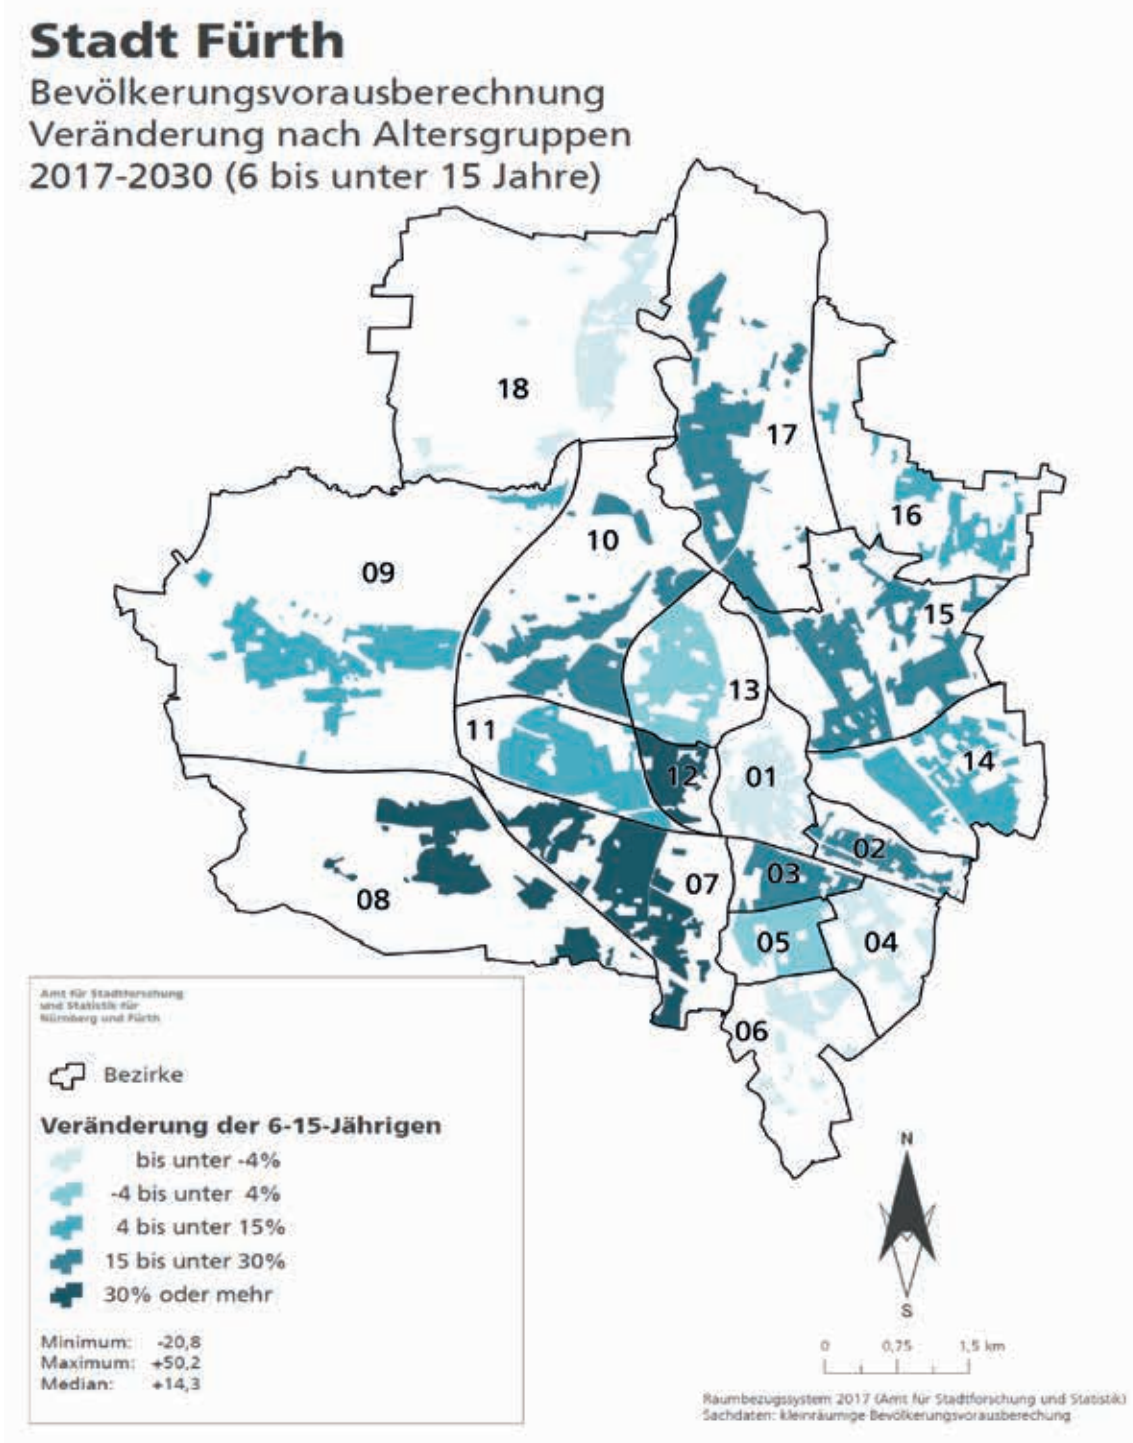 Stadt Fürth
Bevölkerungsvorausberechnung
Veränderung nach Altersgruppen
2017-2030 (6 bis unter 15 Jahre)
18
17
16
10
09
15
13
11
14
12
01
02
03
07
08
05
04
06
Amt für Stadtforschung
und Statistik für
Nürnberg und Fürth
Bezirke
Veränderung der 6-15-Jährigen
bis unter -4%
-4 bis unter 4%
4 bis unter 15%
15 bis unter 30%
30% oder mehr
Minimum: -20,8
Maximum: +50,2
Median: +14,3
N
S
0 0,75 1,5 km
Raumbezugssystem 2017 (Amt für Stadtforschung und Statistik)
Sachdaten: kleinräumige Bevölkerungsvorausberechung